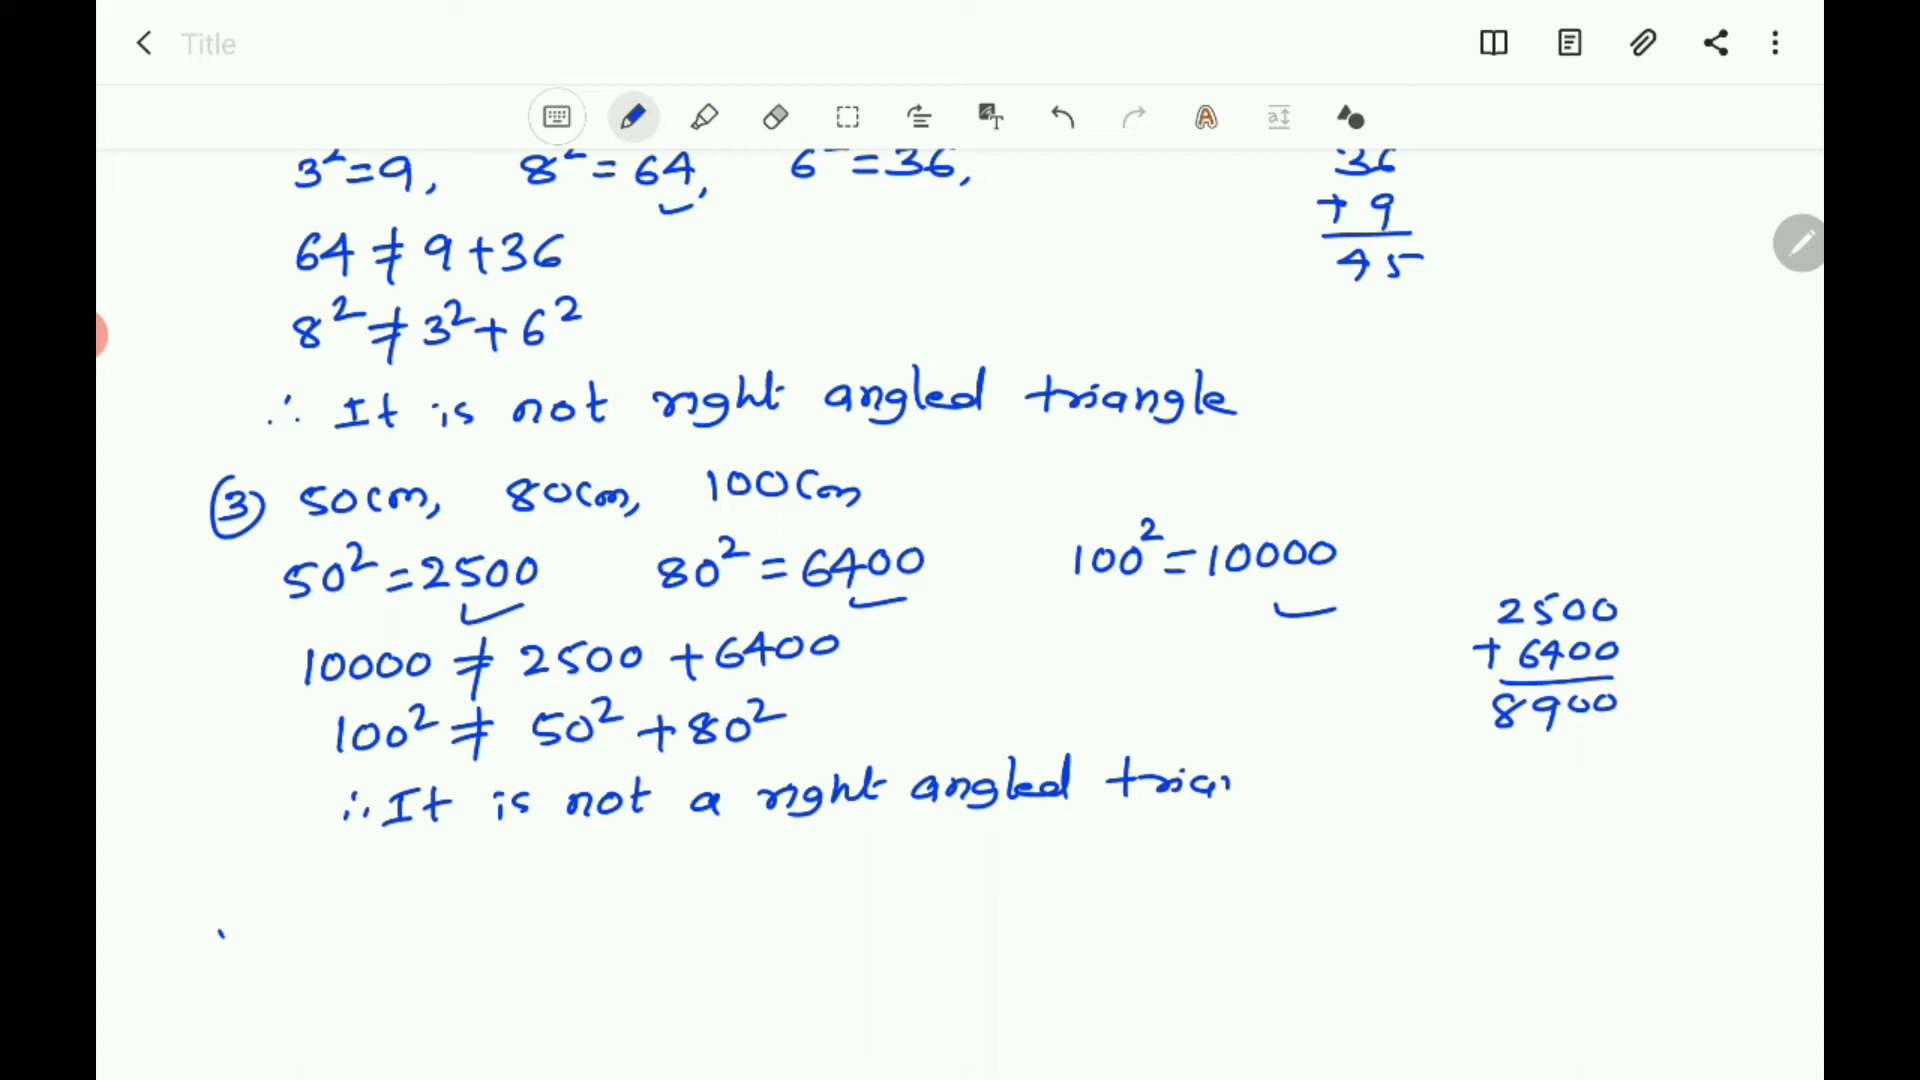 Title
3²=9, 8²=64, 6²=36,
36
+ 9
45
64 ≠ 9+36
8² ≠ 3²+6²
∴ It is not right angled triangle
③ 50cm, 80cm, 100cm
50²=2500 80²=6400 100²=10000
10000 ≠ 2500 +6400
2500
+ 6400
8900
100² ≠ 50²+80²
∴ It is not a right angled trian